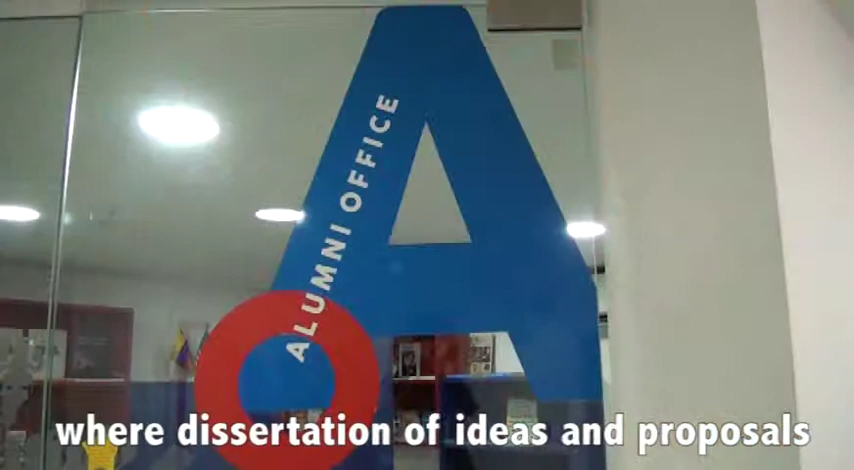 ALUMNI OFFICE
where dissertation of ideas and proposals